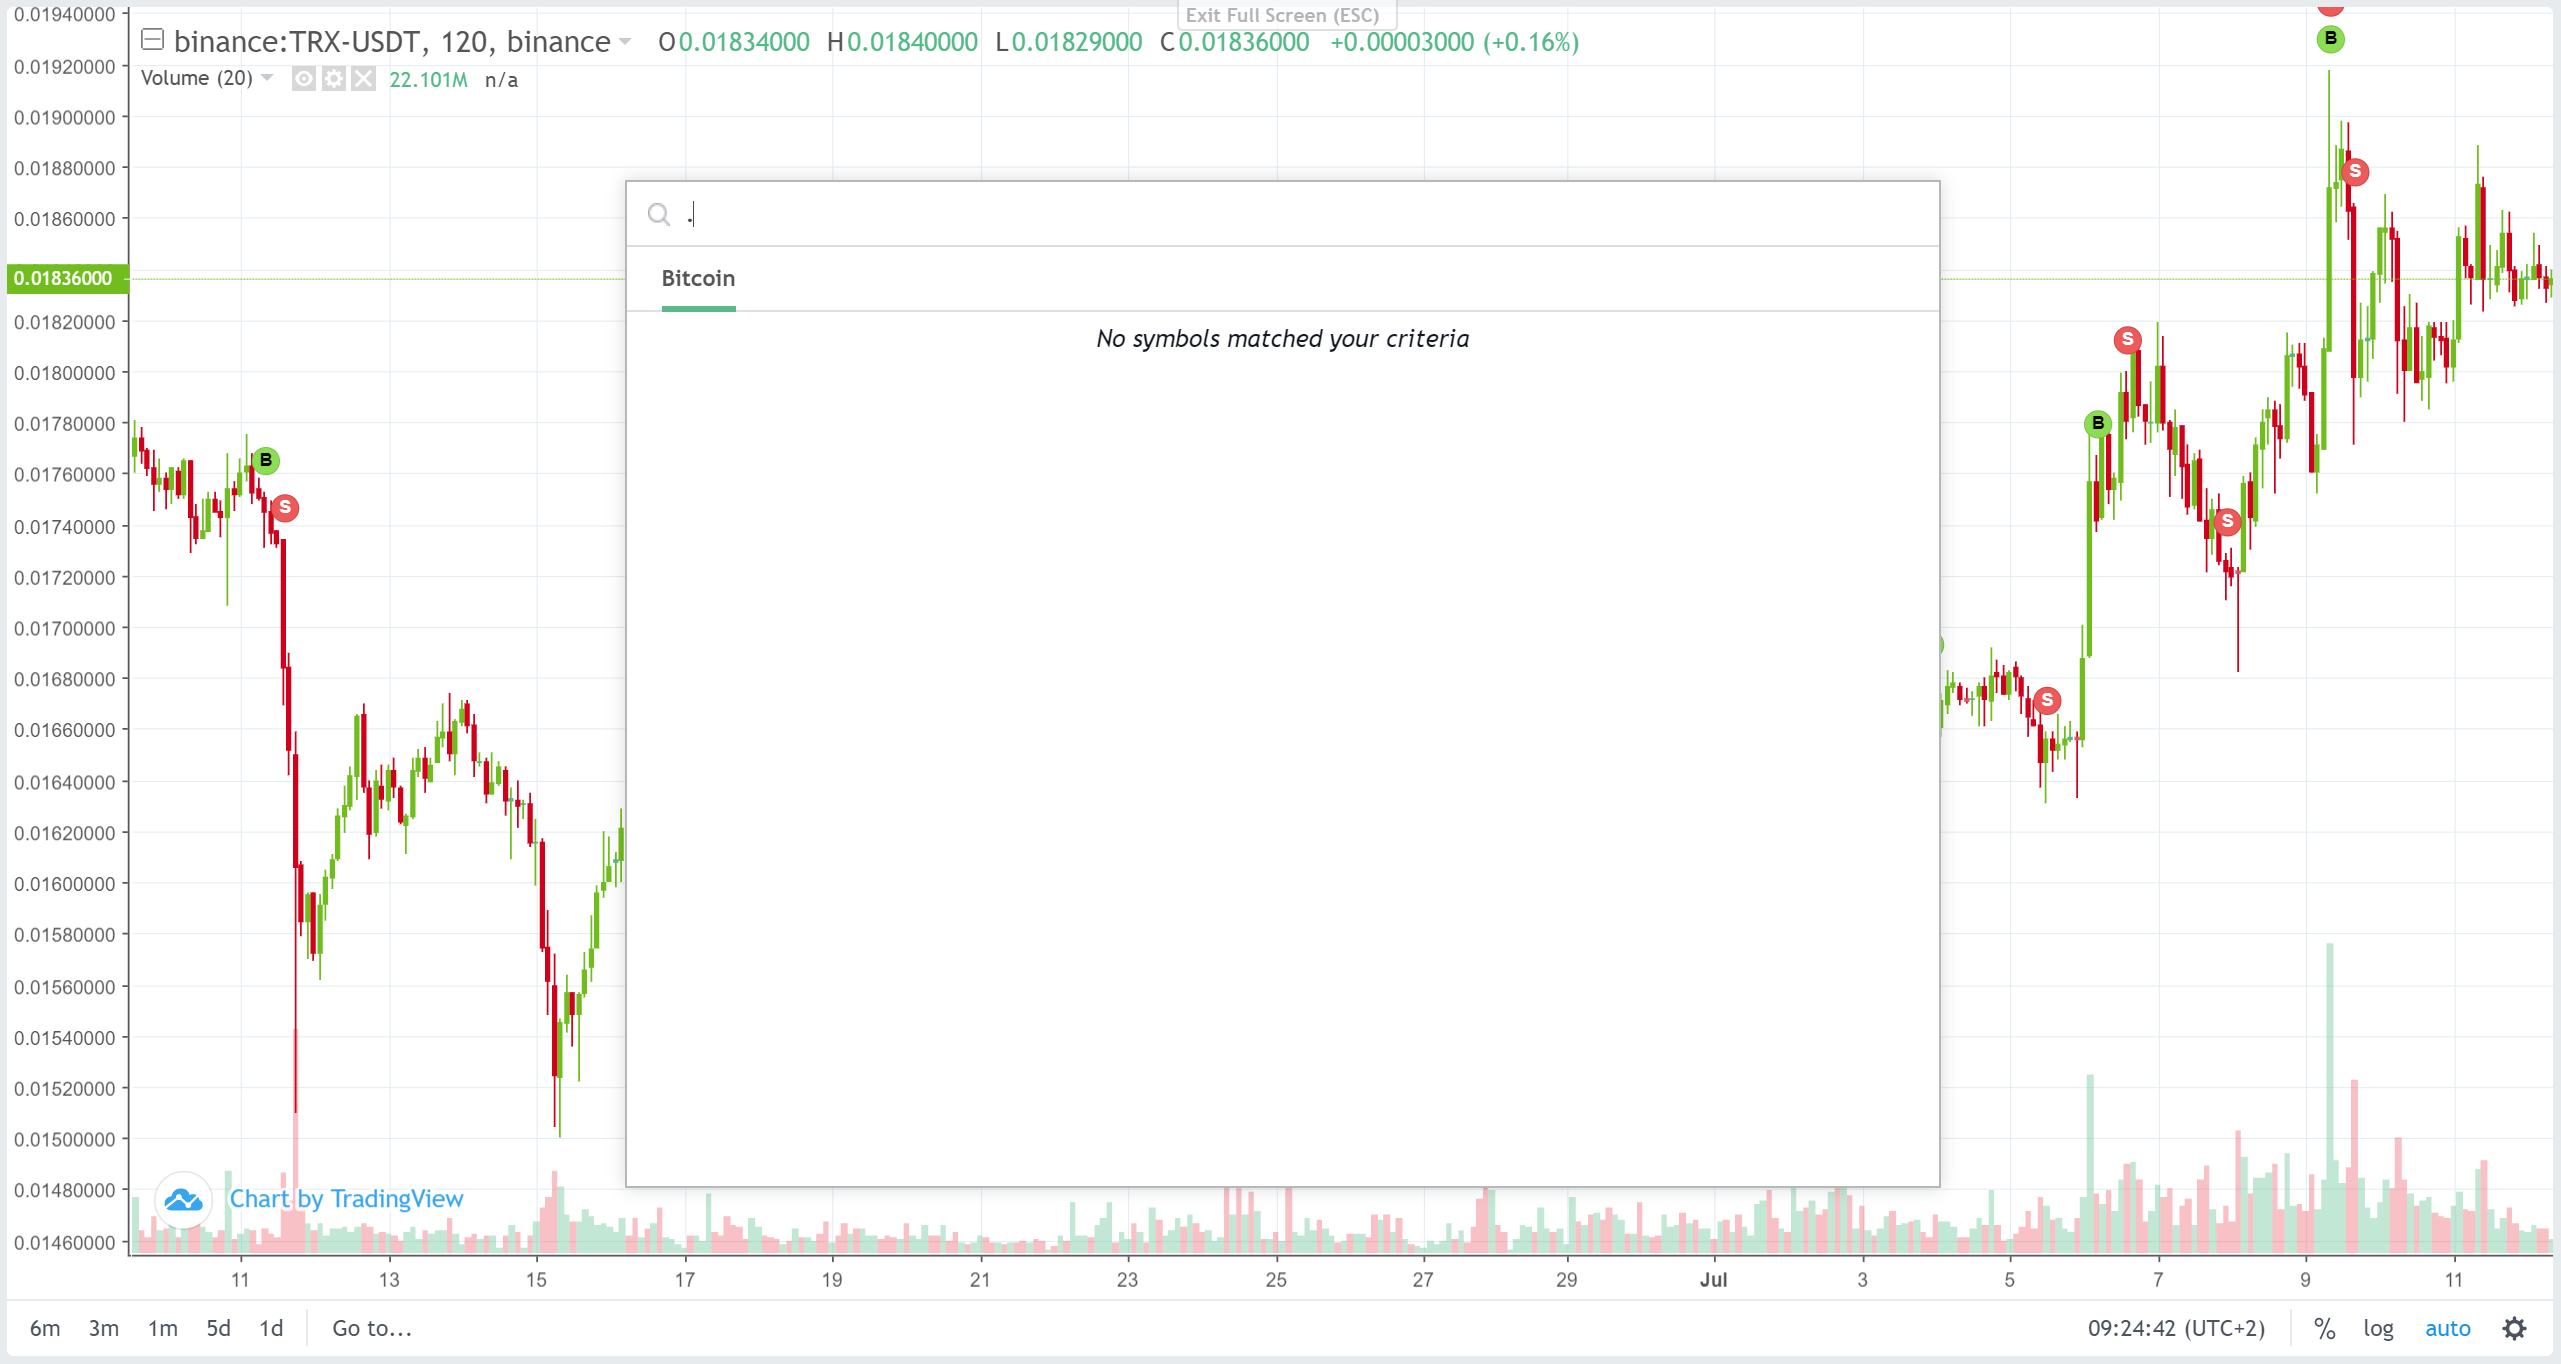 Exit Full Screen (ESC)
binance:TRX-USDT, 120, binance O0.01834000 H0.01840000 L0.01829000 C0.01836000 +0.00003000 (+0.16%)
Volume (20) 22.101M n/a
0.01940000
0.01920000
0.01900000
0.01880000
0.01860000
0.01836000
0.01820000
0.01800000
0.01780000
0.01760000
0.01740000
0.01720000
0.01700000
0.01680000
0.01660000
0.01640000
0.01620000
0.01600000
0.01580000
0.01560000
0.01540000
0.01520000
0.01500000
0.01480000
0.01460000
.
Bitcoin
No symbols matched your criteria
B
S
S
B
S
S
S
B
Chart by TradingView
11 13 15 17 19 21 23 25 27 29 Jul 3 5 7 9 11
6m 3m 1m 5d 1d Go to... 09:24:42 (UTC+2) % log auto